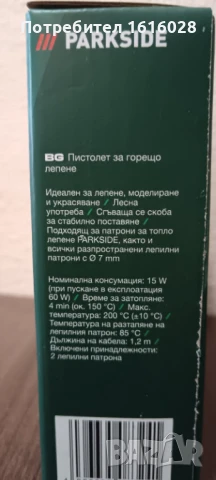 Потребител 1616028
/// PARKSIDE
BG Пистолет за горещо
лепене
Идеален за лепене, моделиране
и украсяване / Лесна
употреба / Сгъваща се скоба
за стабилно поставяне /
Подходящ за патрони за топло
лепене PARKSIDE, както и
всички разпространени лепилни
патрони с Ø 7 mm
Номинална консумация: 15 W
(при пускане в експлоатация
60 W) / Време за затопляне:
4 min (ок. 150 °C) / Макс.
температура: 200 °C (±10 °C) /
Температура на разтапяне на
лепилния патрон: 85 °C /
Дължина на кабела: 1,2 m /
Включени принадлежности:
2 лепилни патрона
BAZAR